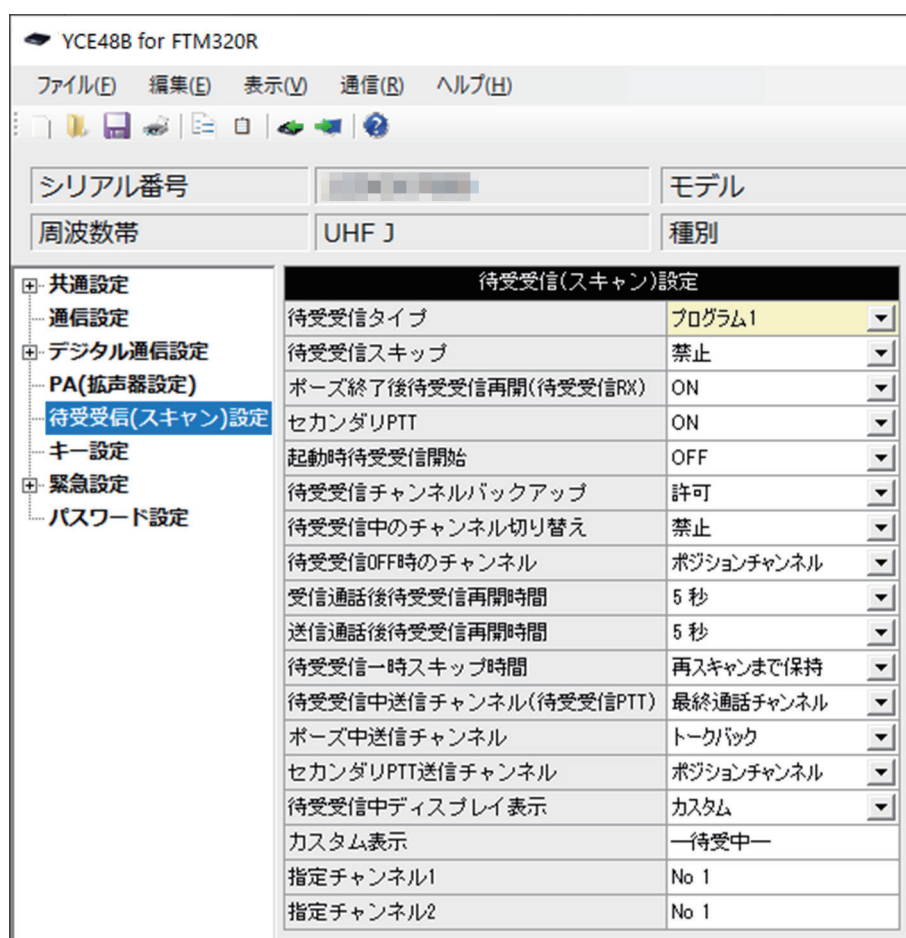 YCE48B for FTM320R
ファイル(F) 編集(E) 表示(V) 通信(R) ヘルプ(H)
シリアル番号 モデル
周波数帯 UHF J 種別
共通設定
通信設定
デジタル通信設定
PA(拡声器設定)
待受受信(スキャン)設定
キー設定
緊急設定
パスワード設定
待受受信(スキャン)設定
待受受信タイプ プログラム1
待受受信スキップ 禁止
ポーズ終了後待受受信再開(待受受信RX) ON
セカンダリPTT ON
起動時待受受信開始 OFF
待受受信チャンネルバックアップ 許可
待受受信中のチャンネル切り替え 禁止
待受受信OFF時のチャンネル ポジションチャンネル
受信通話後待受受信再開時間 5 秒
送信通話後待受受信再開時間 5 秒
待受受信一時スキップ時間 再スキャンまで保持
待受受信中送信チャンネル(待受受信PTT) 最終通話チャンネル
ポーズ中送信チャンネル トークバック
セカンダリPTT送信チャンネル ポジションチャンネル
待受受信中ディスプレイ表示 カスタム
カスタム表示 ―待受中―
指定チャンネル1 No 1
指定チャンネル2 No 1